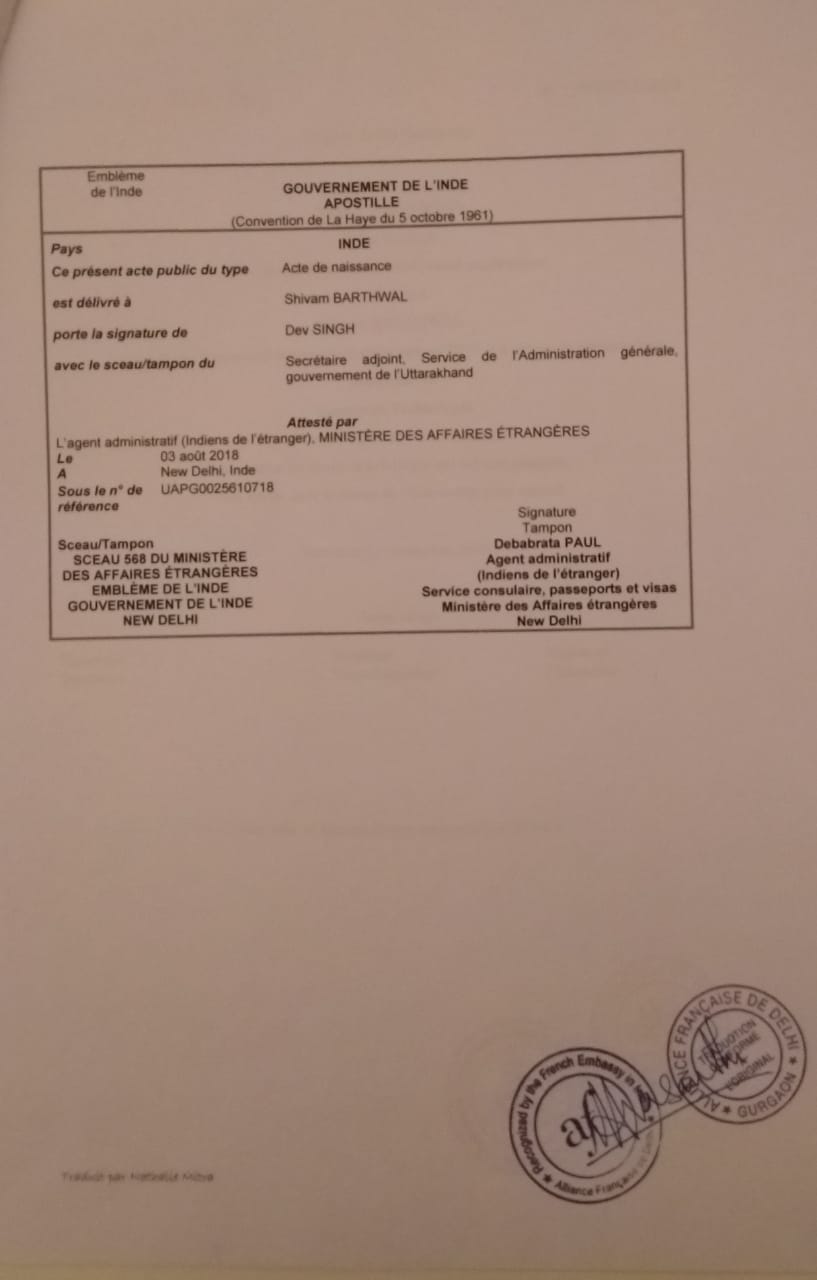 Emblème
de l'Inde
GOUVERNEMENT DE L'INDE
APOSTILLE
(Convention de La Haye du 5 octobre 1961)
Pays INDE
Ce présent acte public du type Acte de naissance
est délivré à Shivam BARTHWAL
porte la signature de Dev SINGH
avec le sceau/tampon du Secrétaire adjoint, Service de l'Administration générale,
gouvernement de l'Uttarakhand
Attesté par
L'agent administratif (Indiens de l'étranger), MINISTÈRE DES AFFAIRES ÉTRANGÈRES
Le 03 août 2018
A New Delhi, Inde
Sous le n° de UAPG0025610718
référence
Signature
Tampon
Sceau/Tampon Debabrata PAUL
SCEAU 568 DU MINISTÈRE Agent administratif
DES AFFAIRES ÉTRANGÈRES (Indiens de l'étranger)
EMBLÈME DE L'INDE Service consulaire, passeports et visas
GOUVERNEMENT DE L'INDE Ministère des Affaires étrangères
NEW DELHI New Delhi
ALLIANCE FRANÇAISE DE DELHI
GURGAON
TRADUCTION
CONFORME
L'ORIGINAL
Recognized by the French Embassy in
af
Alliance Française
Traduit par Nathalie Mitra